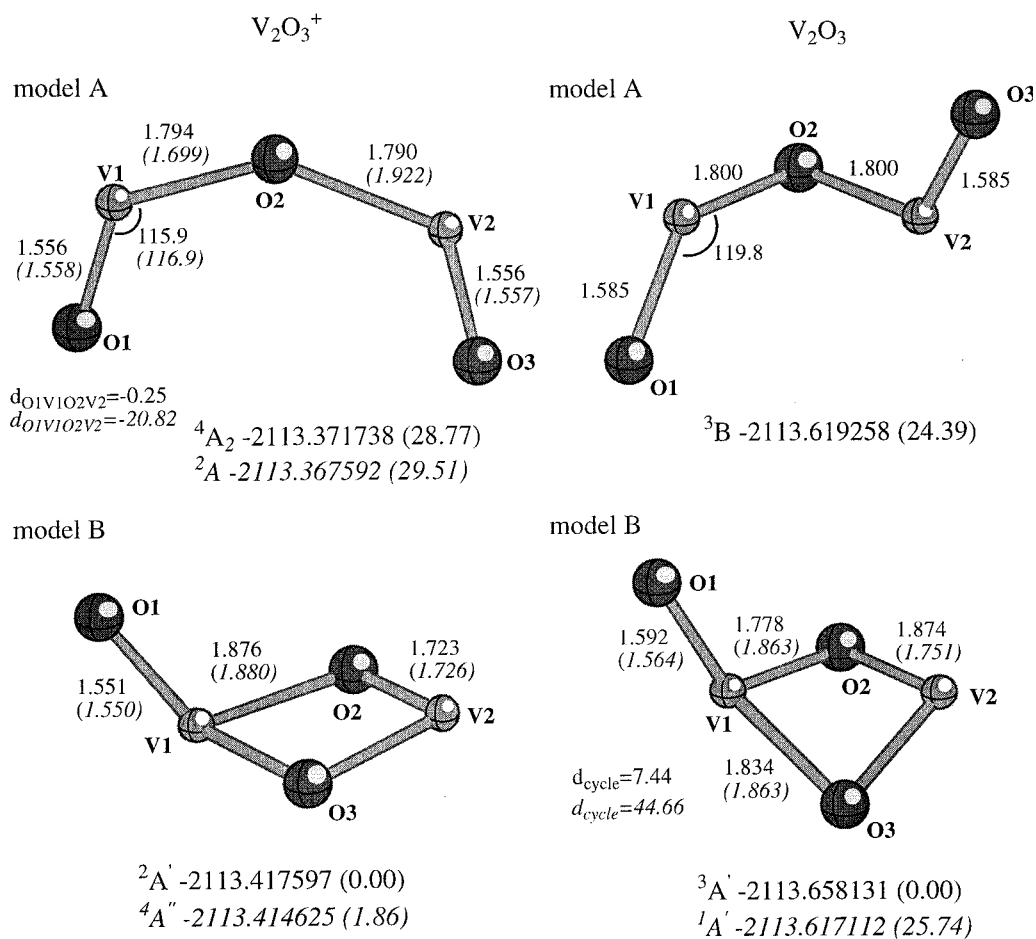 V₂O₃⁺
V₂O₃
model A
V1
O2
V2
O1
O3
1.794
(1.699)
1.790
(1.922)
1.556
(1.558)
115.9
(116.9)
1.556
(1.557)
d_O1V1O2V2=-0.25
d_O1V1O2V2=-20.82
⁴A₂ -2113.371738 (28.77)
²A -2113.367592 (29.51)
model A
O3
O2
V1
V2
O1
1.800
1.800
1.585
119.8
1.585
³B -2113.619258 (24.39)
model B
O1
1.876
(1.880)
1.723
(1.726)
1.551
(1.550)
O2
V2
V1
O3
²A' -2113.417597 (0.00)
⁴A" -2113.414625 (1.86)
model B
O1
1.592
(1.564)
1.778
(1.863)
1.874
(1.751)
O2
V2
V1
1.834
(1.863)
O3
d_cycle=7.44
d_cycle=44.66
³A' -2113.658131 (0.00)
¹A' -2113.617112 (25.74)